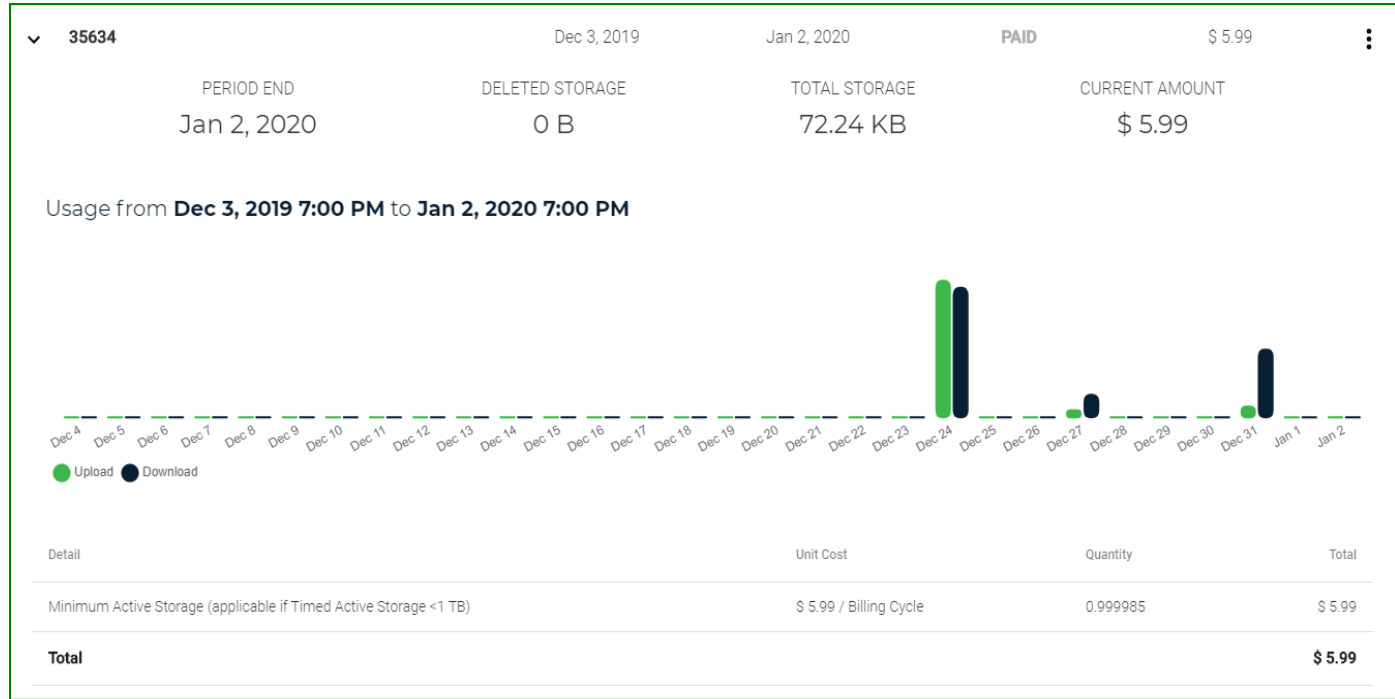 35634 Dec 3, 2019 Jan 2, 2020 PAID $ 5.99
PERIOD END DELETED STORAGE TOTAL STORAGE CURRENT AMOUNT
Jan 2, 2020 0 B 72.24 KB $ 5.99
Usage from Dec 3, 2019 7:00 PM to Jan 2, 2020 7:00 PM
Dec 4 Dec 5 Dec 6 Dec 7 Dec 8 Dec 9 Dec 10 Dec 11 Dec 12 Dec 13 Dec 14 Dec 15 Dec 16 Dec 17 Dec 18 Dec 19 Dec 20 Dec 21 Dec 22 Dec 23 Dec 24 Dec 25 Dec 26 Dec 27 Dec 28 Dec 29 Dec 30 Dec 31 Jan 1 Jan 2
Upload Download
Detail Unit Cost Quantity Total
Minimum Active Storage (applicable if Timed Active Storage <1 TB) $ 5.99 / Billing Cycle 0.999985 $ 5.99
Total $ 5.99